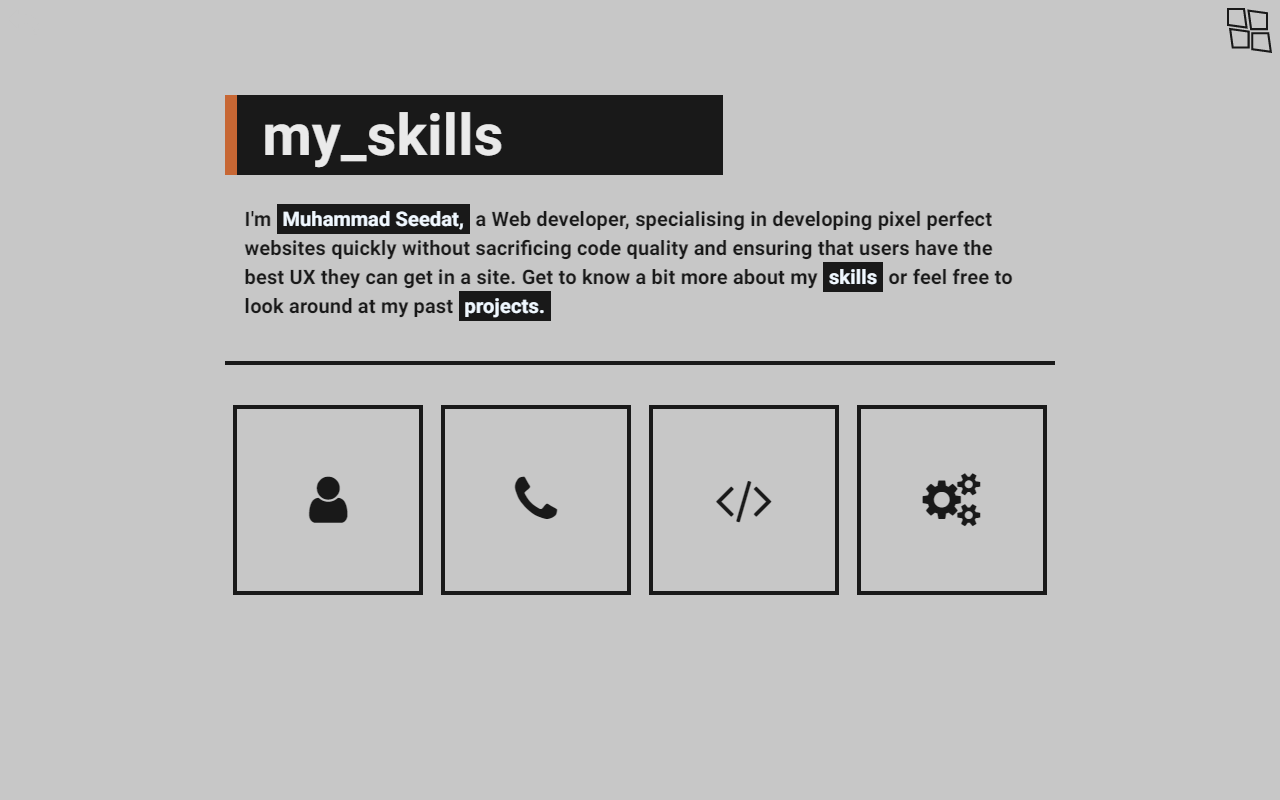 my_skills
I'm Muhammad Seedat, a Web developer, specialising in developing pixel perfect
websites quickly without sacrificing code quality and ensuring that users have the
best UX they can get in a site. Get to know a bit more about my skills or feel free to
look around at my past projects.